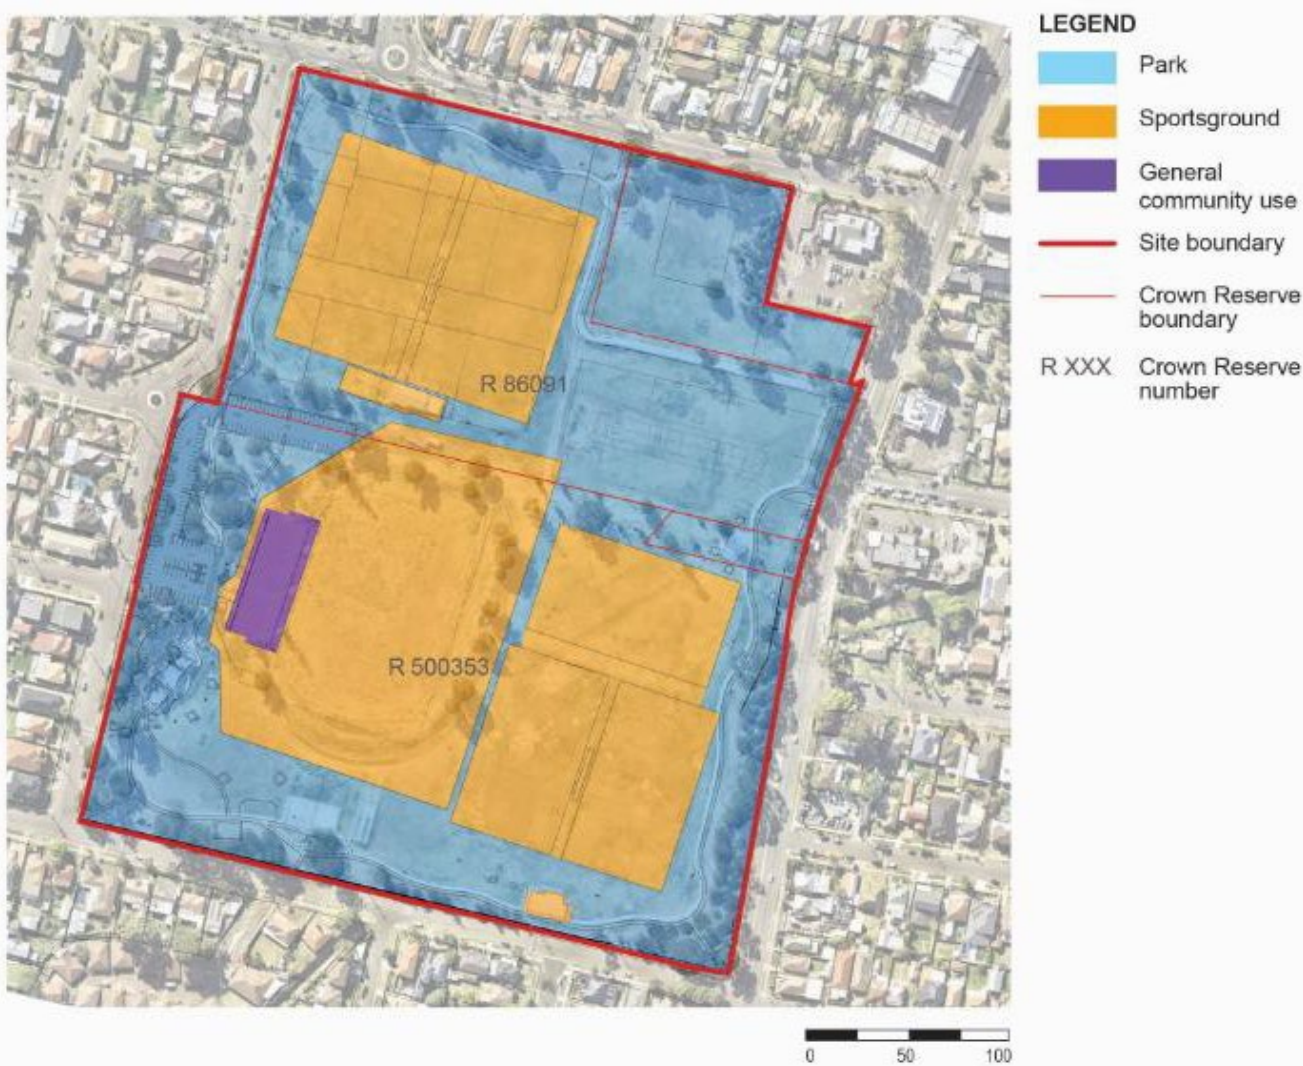 LEGEND
Park
Sportsground
General
community use
Site boundary
Crown Reserve
boundary
R XXX Crown Reserve
number
R 86091
R 500353
0 50 100